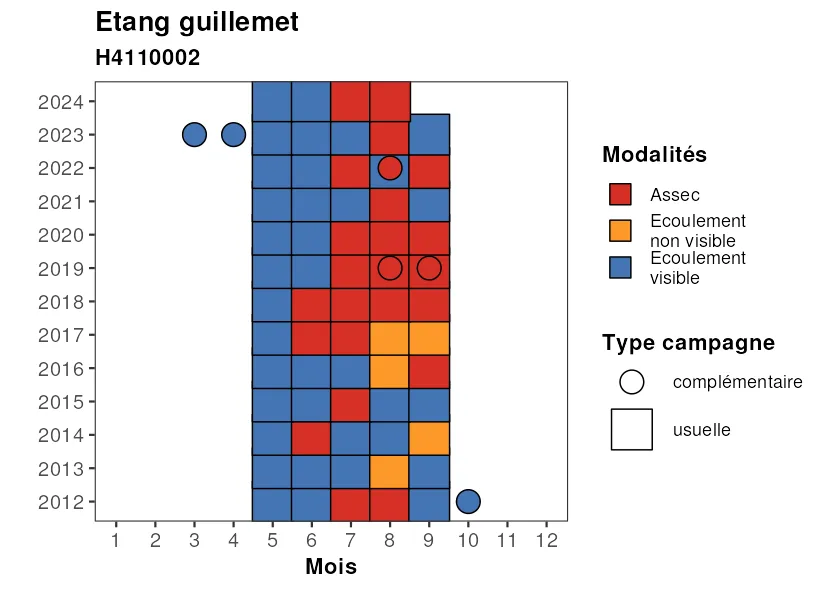 Etang guillemet
H4110002
2024
2023
2022
2021
2020
2019
2018
2017
2016
2015
2014
2013
2012
1 2 3 4 5 6 7 8 9 10 11 12
Mois
Modalités
Assec
Ecoulement
non visible
Ecoulement
visible
Type campagne
complémentaire
usuelle